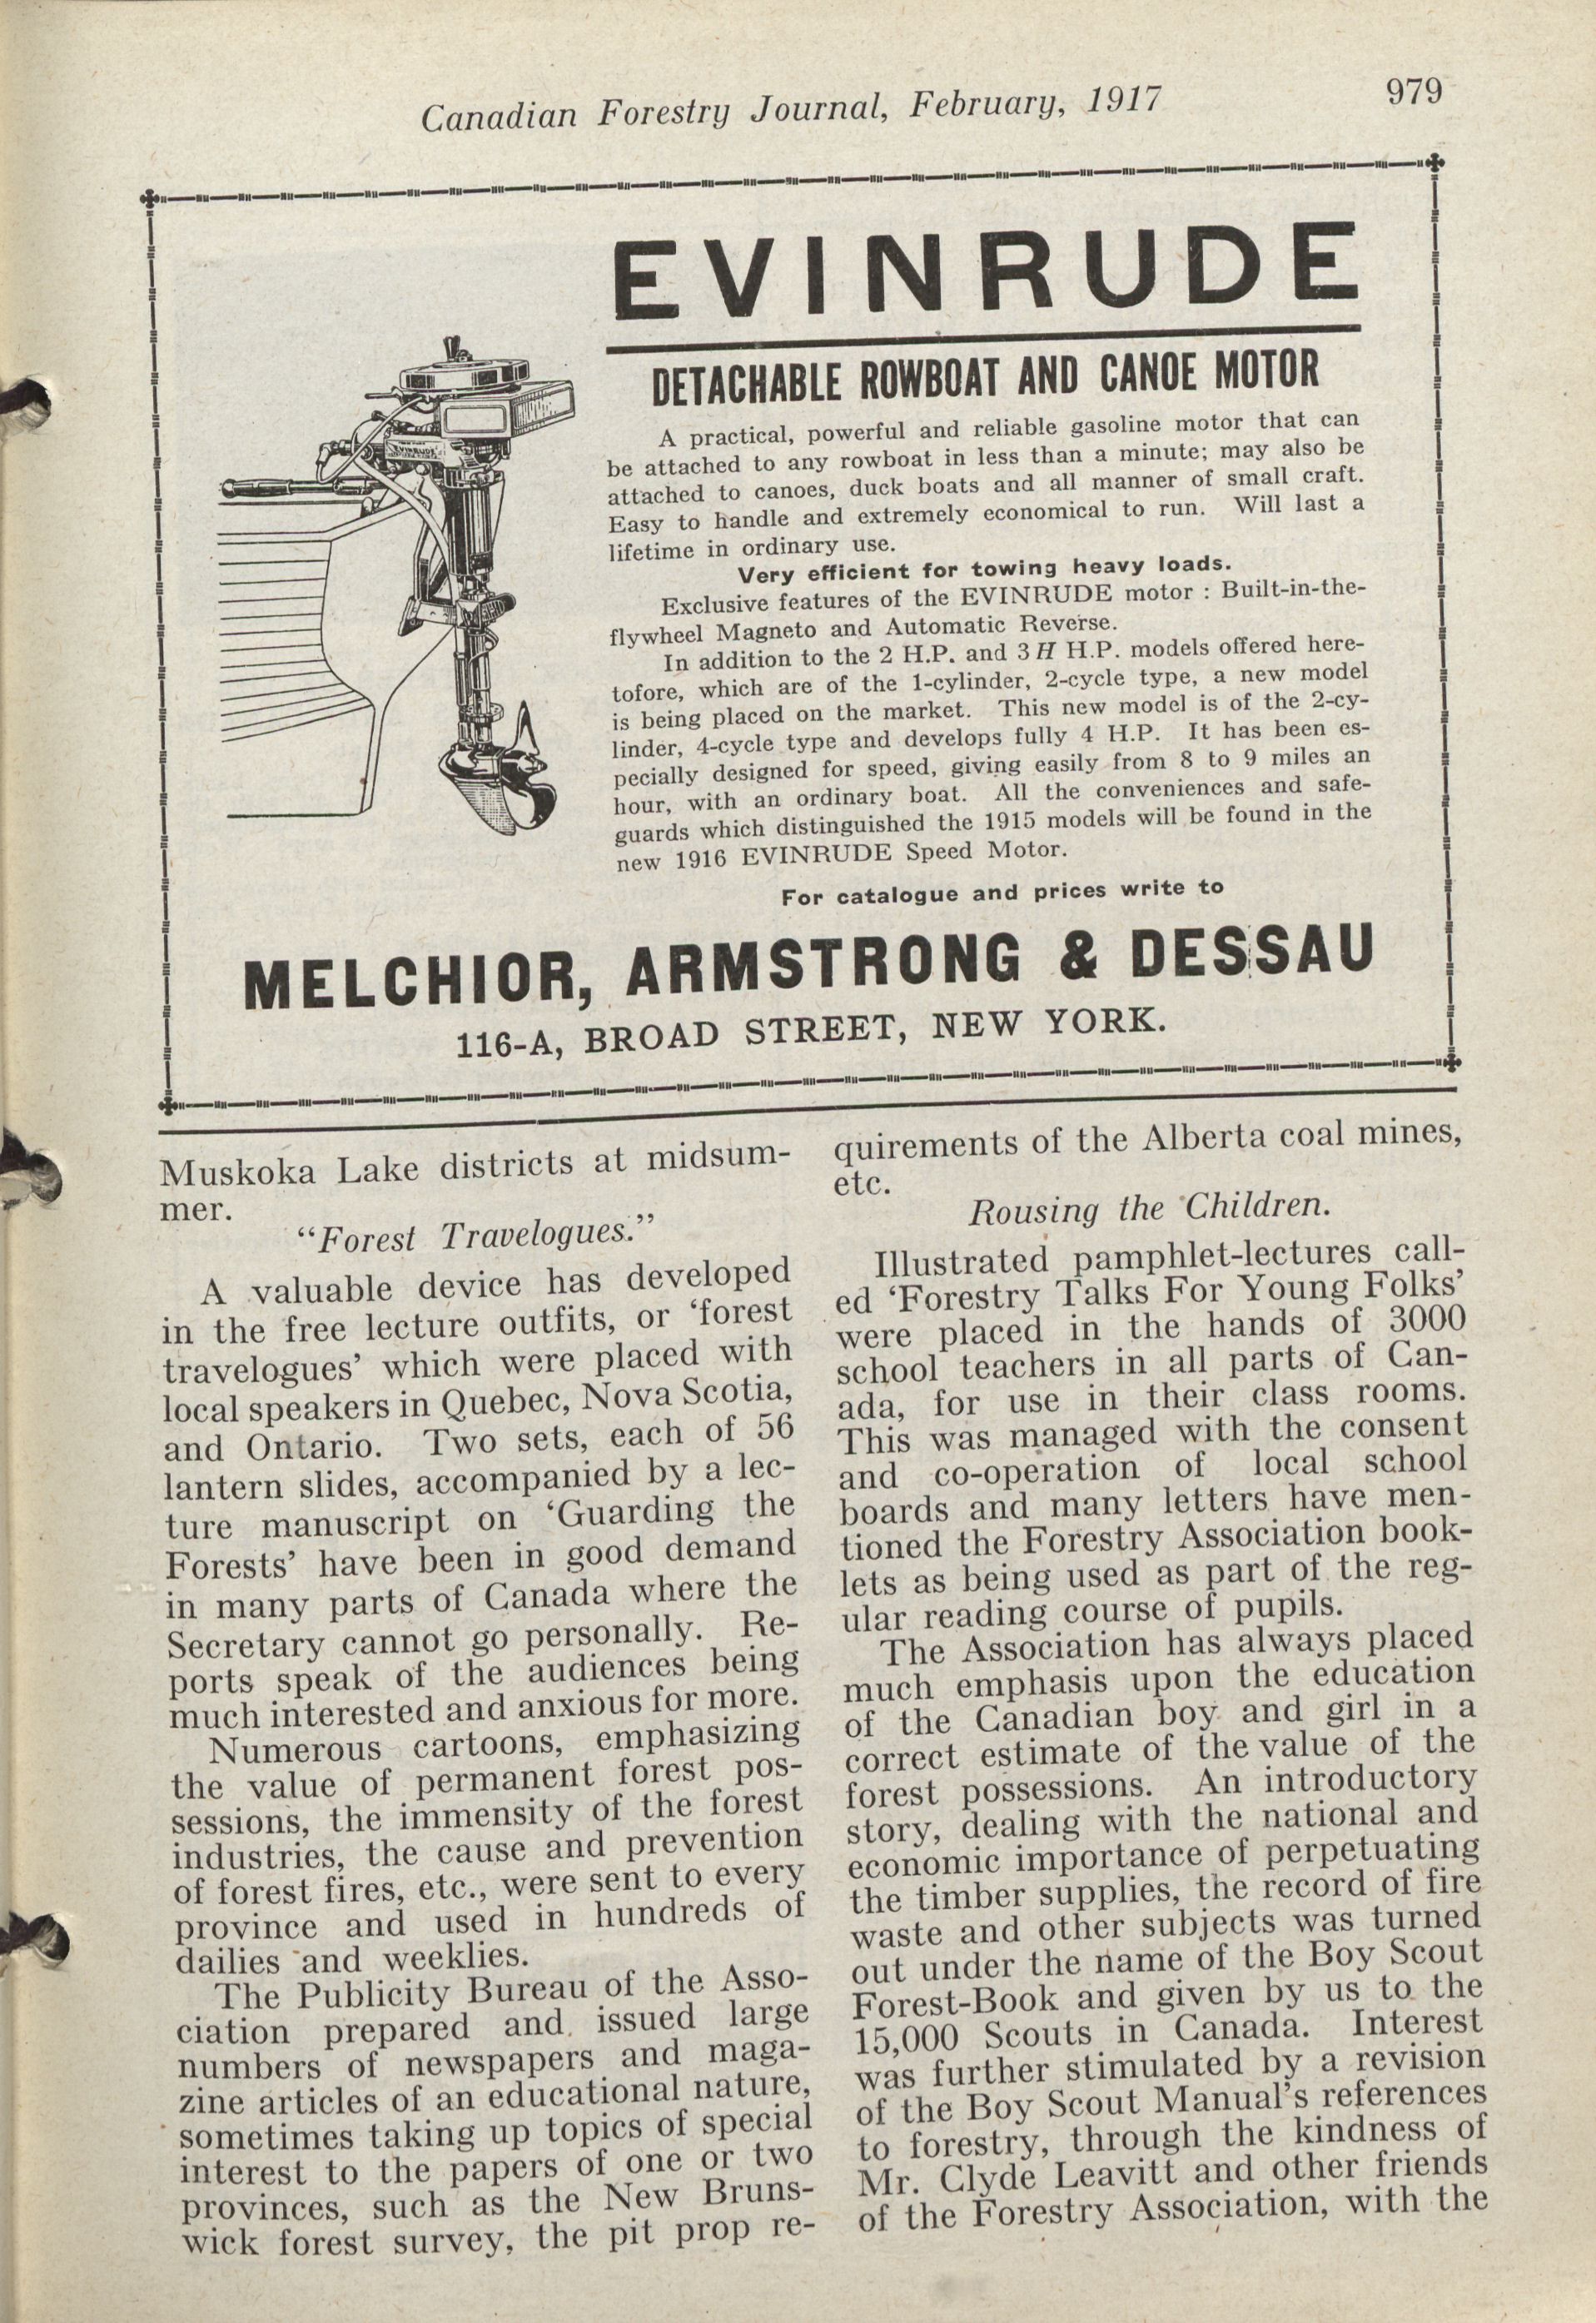 Canadian Forestry Journal, February, 1917
979
EVINRUDE
DETACHABLE ROWBOAT AND CANOE MOTOR
A practical, powerful and reliable gasoline motor that can
be attached to any rowboat in less than a minute; may also be
attached to canoes, duck boats and all manner of small craft.
Easy to handle and extremely economical to run. Will last a
lifetime in ordinary use.
Very efficient for towing heavy loads.
Exclusive features of the EVINRUDE motor : Built-in-the-
flywheel Magneto and Automatic Reverse.
In addition to the 2 H.P. and 3 H H.P. models offered here-
tofore, which are of the 1-cylinder, 2-cycle type, a new model
is being placed on the market. This new model is of the 2-cy-
linder, 4-cycle type and develops fully 4 H.P. It has been es-
pecially designed for speed, giving easily from 8 to 9 miles an
hour, with an ordinary boat. All the conveniences and safe-
guards which distinguished the 1915 models will be found in the
new 1916 EVINRUDE Speed Motor.
For catalogue and prices write to
MELCHIOR, ARMSTRONG & DESSAU
116-A, BROAD STREET, NEW YORK.
Muskoka Lake districts at midsum-
mer.
“Forest Travelogues.”
A valuable device has developed
in the free lecture outfits, or ‘forest
travelogues’ which were placed with
local speakers in Quebec, Nova Scotia,
and Ontario. Two sets, each of 56
lantern slides, accompanied by a lec-
ture manuscript on ‘Guarding the
Forests’ have been in good demand
in many parts of Canada where the
Secretary cannot go personally. Re-
ports speak of the audiences being
much interested and anxious for more.
Numerous cartoons, emphasizing
the value of permanent forest pos-
sessions, the immensity of the forest
industries, the cause and prevention
of forest fires, etc., were sent to every
province and used in hundreds of
dailies and weeklies.
The Publicity Bureau of the Asso-
ciation prepared and issued large
numbers of newspapers and maga-
zine articles of an educational nature,
sometimes taking up topics of special
interest to the papers of one or two
provinces, such as the New Bruns-
wick forest survey, the pit prop re-
quirements of the Alberta coal mines,
etc.
Rousing the Children.
Illustrated pamphlet-lectures call-
ed ‘Forestry Talks For Young Folks’
were placed in the hands of 3000
school teachers in all parts of Can-
ada, for use in their class rooms.
This was managed with the consent
and co-operation of local school
boards and many letters have men-
tioned the Forestry Association book-
lets as being used as part of the reg-
ular reading course of pupils.
The Association has always placed
much emphasis upon the education
of the Canadian boy and girl in a
correct estimate of the value of the
forest possessions. An introductory
story, dealing with the national and
economic importance of perpetuating
the timber supplies, the record of fire
waste and other subjects was turned
out under the name of the Boy Scout
Forest-Book and given by us to the
15,000 Scouts in Canada. Interest
was further stimulated by a revision
of the Boy Scout Manual's references
to forestry, through the kindness of
Mr. Clyde Leavitt and other friends
of the Forestry Association, with the